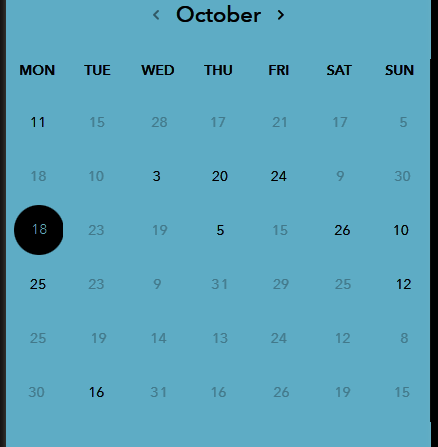 ‹ October ›
MON TUE WED THU FRI SAT SUN
11 15 28 17 21 17 5
18 10 3 20 24 9 30
18 23 19 5 15 26 10
25 23 9 31 29 25 12
25 19 14 13 24 12 8
30 16 31 16 26 19 15